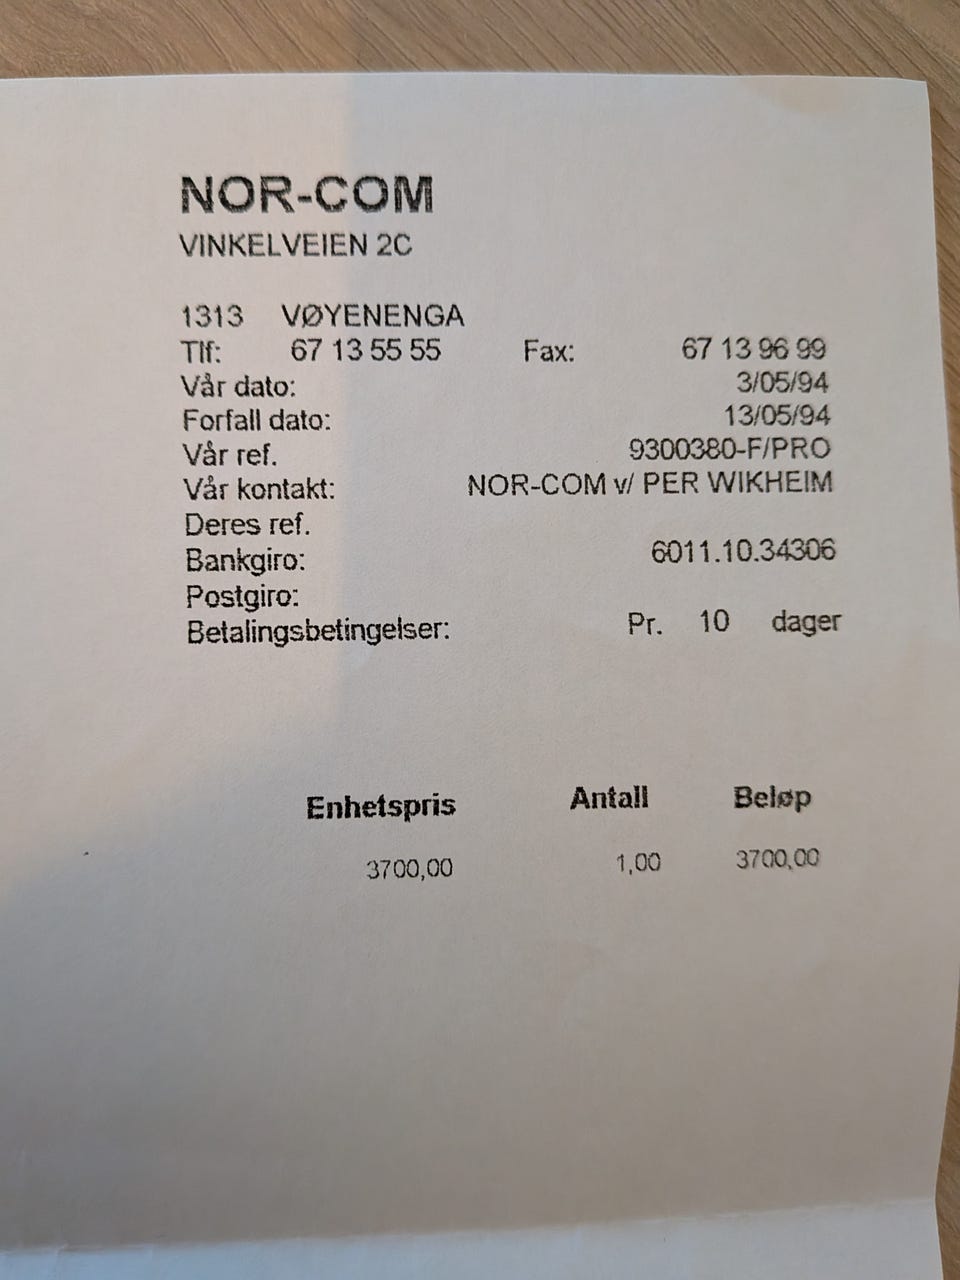 NOR-COM
VINKELVEIEN 2C
1313 VØYENENGA
Tlf: 67 13 55 55 Fax: 67 13 96 99
Vår dato: 3/05/94
Forfall dato: 13/05/94
Vår ref. 9300380-F/PRO
Vår kontakt: NOR-COM v/ PER WIKHEIM
Deres ref.
Bankgiro: 6011.10.34306
Postgiro:
Betalingsbetingelser: Pr. 10 dager
Enhetspris Antall Beløp
3700,00 1,00 3700,00